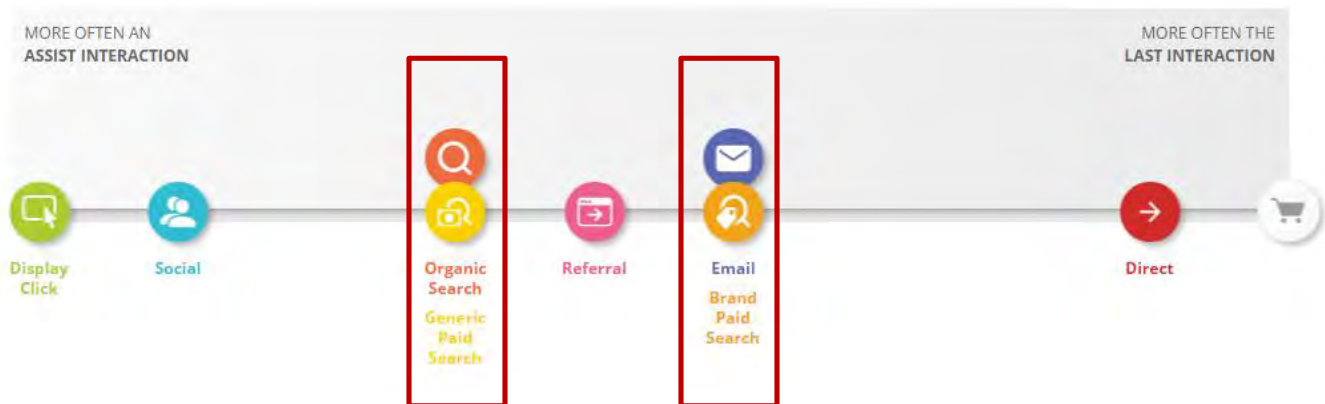 MORE OFTEN AN
ASSIST INTERACTION
MORE OFTEN THE
LAST INTERACTION
Display
Click
Social
Organic
Search
Generic
Paid
Search
Referral
Email
Brand
Paid
Search
Direct